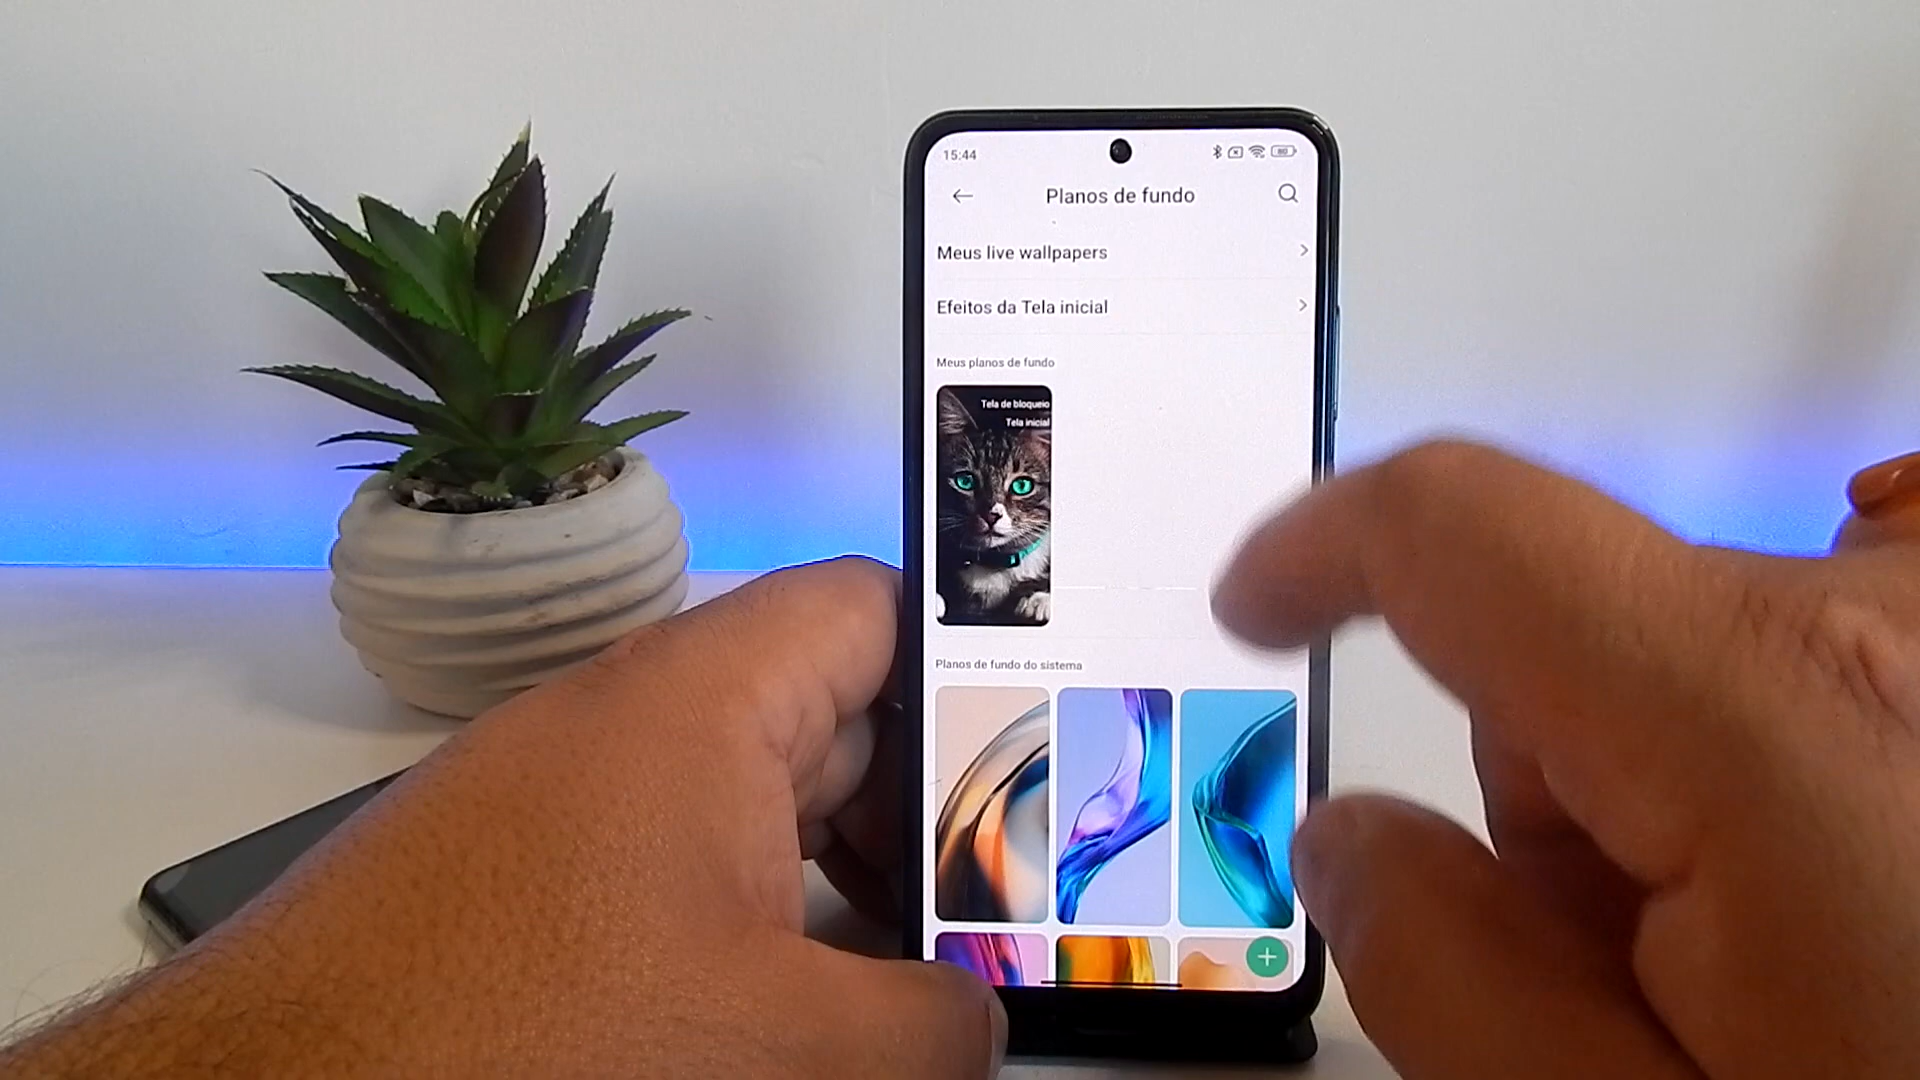 15:44
80
Planos de fundo
Meus live wallpapers
Efeitos da Tela inicial
Meus planos de fundo
Tela de bloqueio
Tela inicial
Planos de fundo do sistema